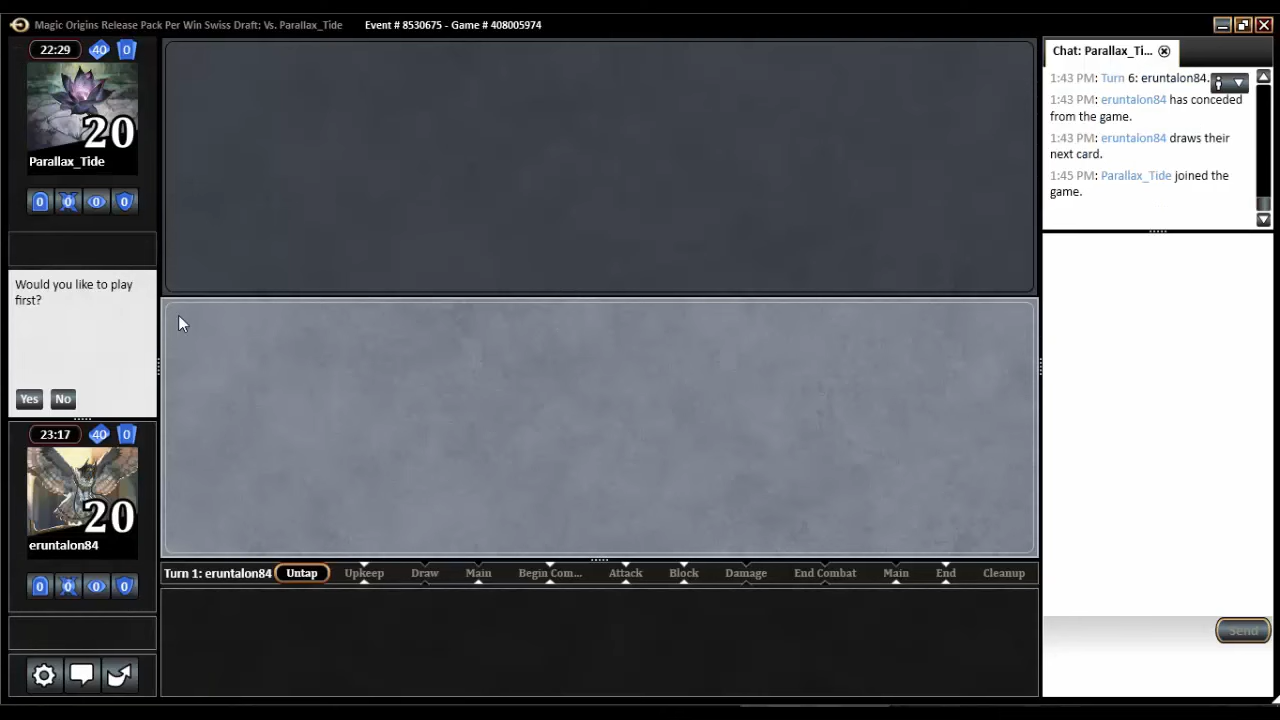 Magic Origins Release Pack Per Win Swiss Draft: Vs. Parallax_Tide
Event # 8530675 - Game # 408005974
22:29
40
0
20
Parallax_Tide
0
0
0
0
Would you like to play
first?
Yes
No
23:17
40
0
20
eruntalon84
0
0
0
0
Turn 1: eruntalon84
Untap
Upkeep
Draw
Main
Begin Com...
Attack
Block
Damage
End Combat
Main
End
Cleanup
Chat: Parallax_Ti...
1:43 PM: Turn 6: eruntalon84.
1:43 PM: eruntalon84 has conceded
from the game.
1:43 PM: eruntalon84 draws their
next card.
1:45 PM: Parallax_Tide joined the
game.
Send